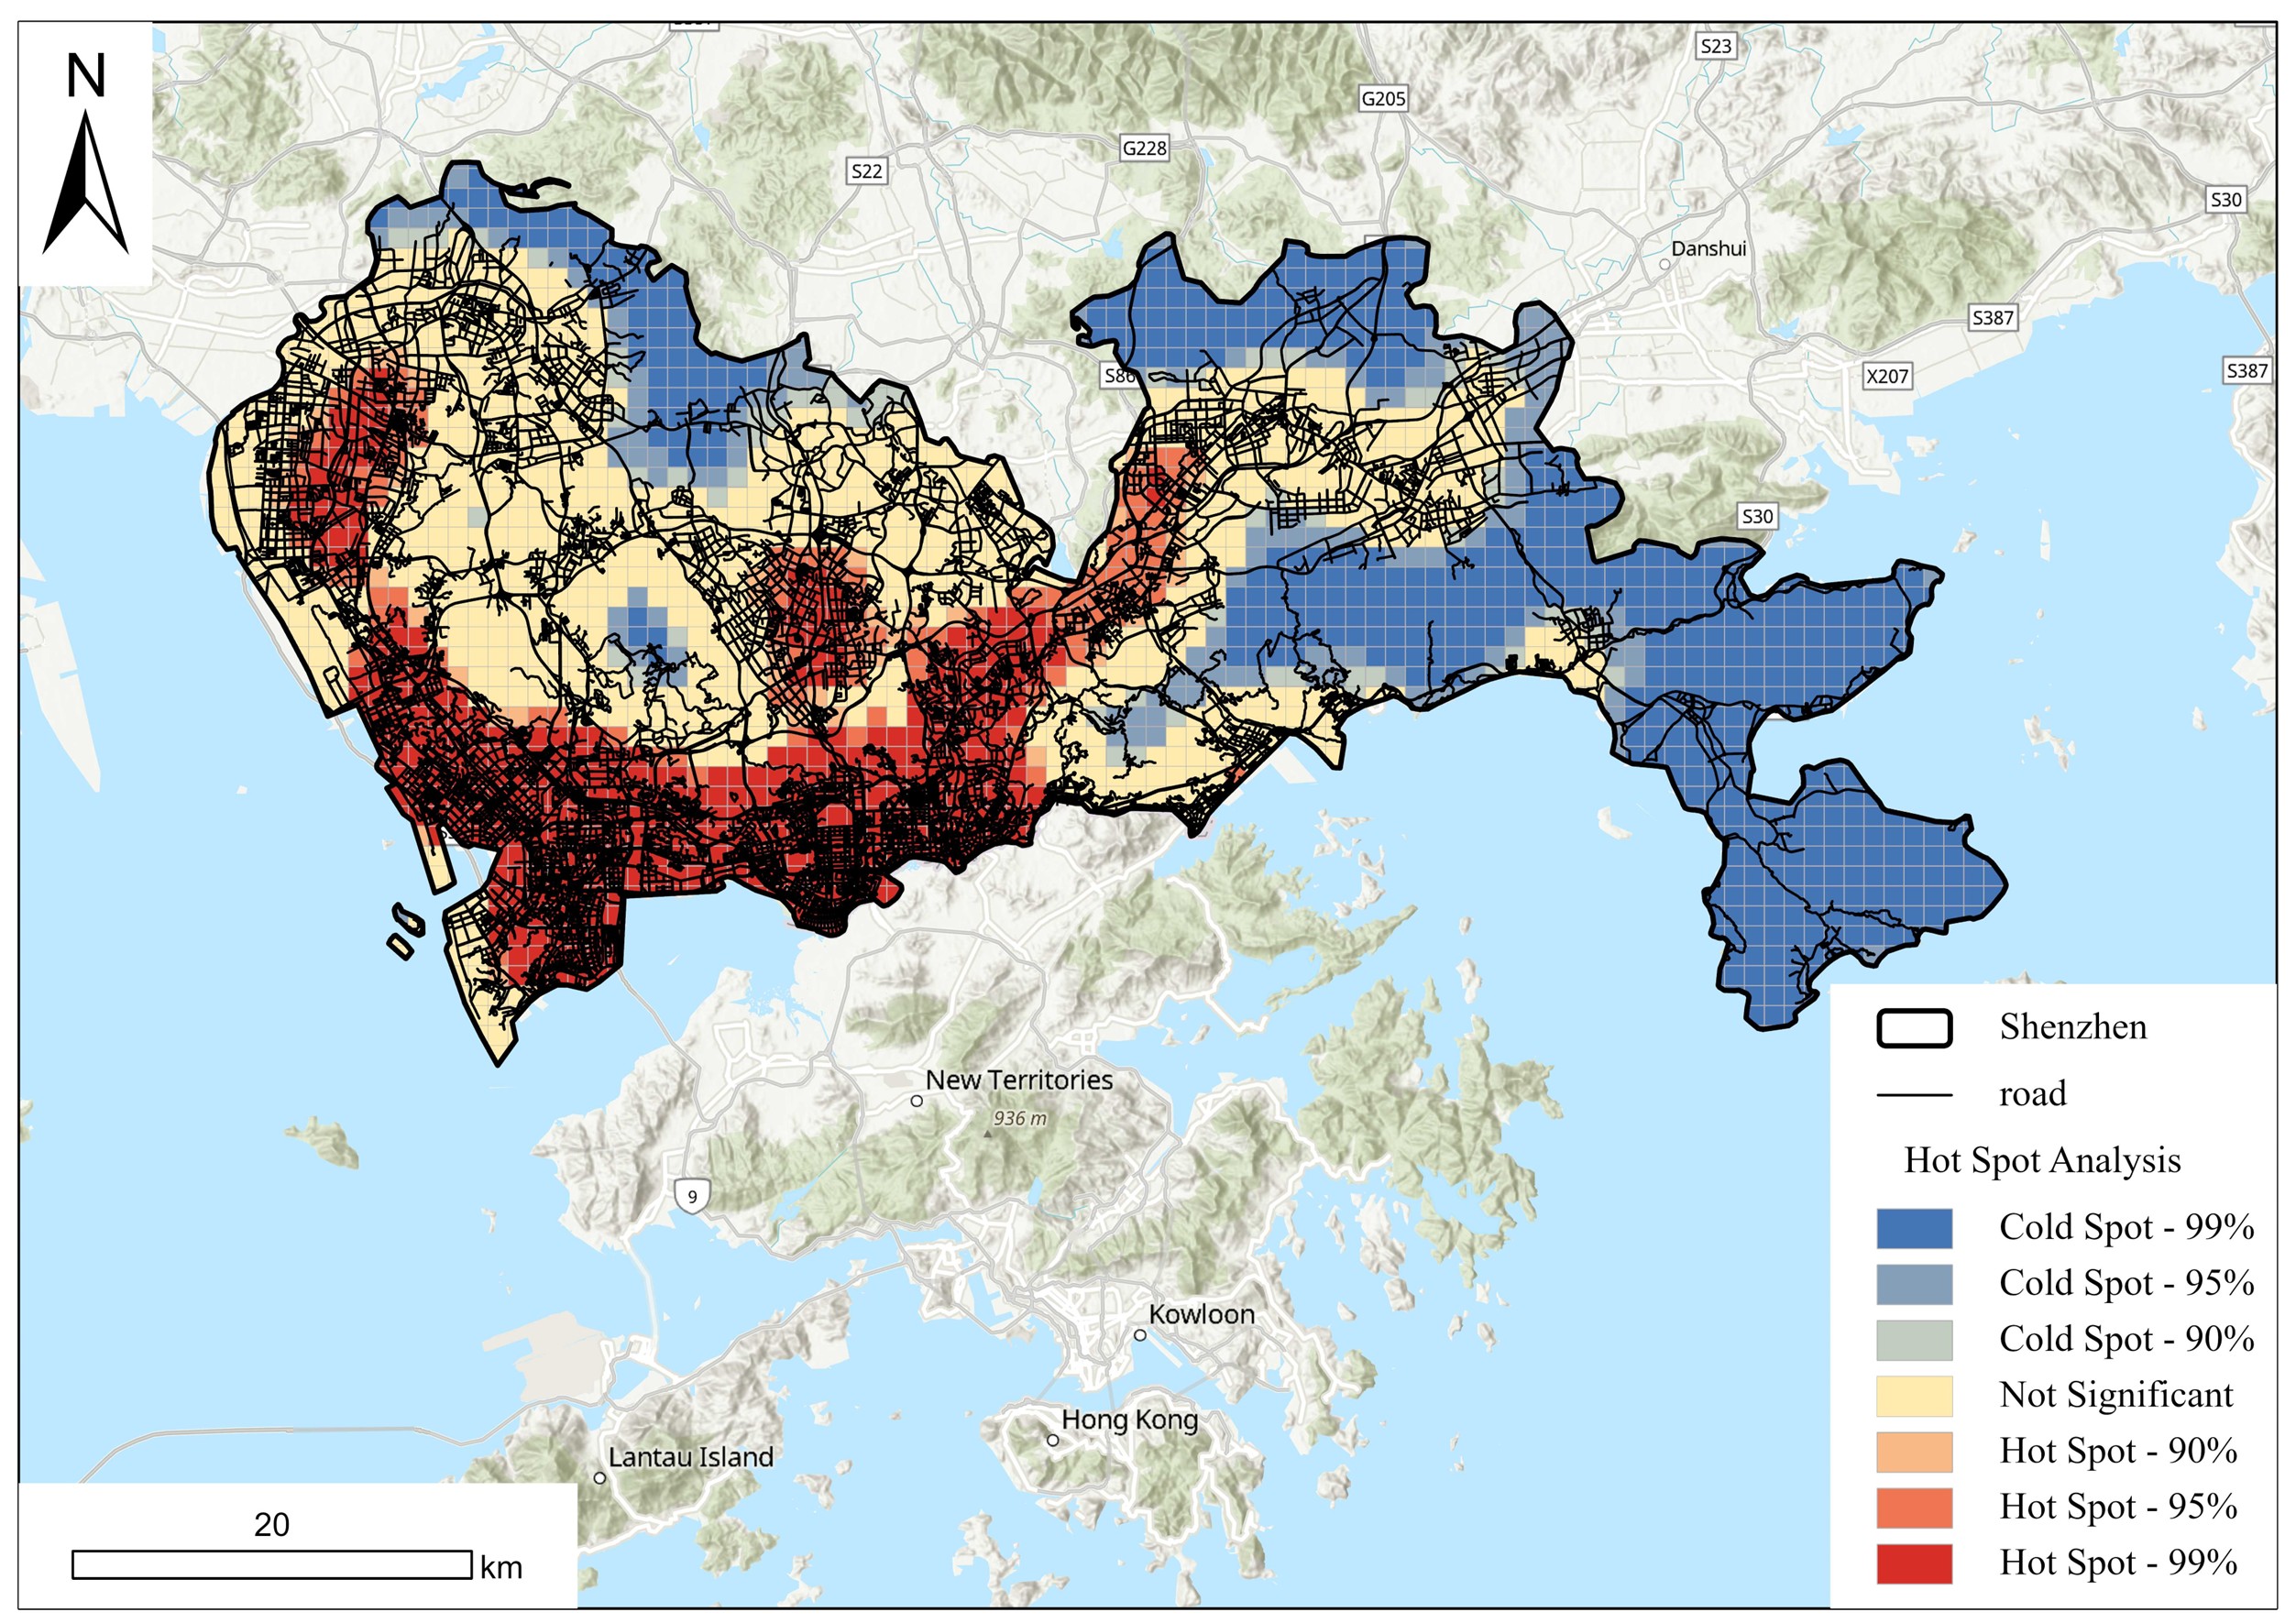 N
S23
G205
G228
S22
S30
Danshui
S387
S86
X207
S387
S30
New Territories
936 m
9
Kowloon
Hong Kong
Lantau Island
20
km
Shenzhen
road
Hot Spot Analysis
Cold Spot - 99%
Cold Spot - 95%
Cold Spot - 90%
Not Significant
Hot Spot - 90%
Hot Spot - 95%
Hot Spot - 99%